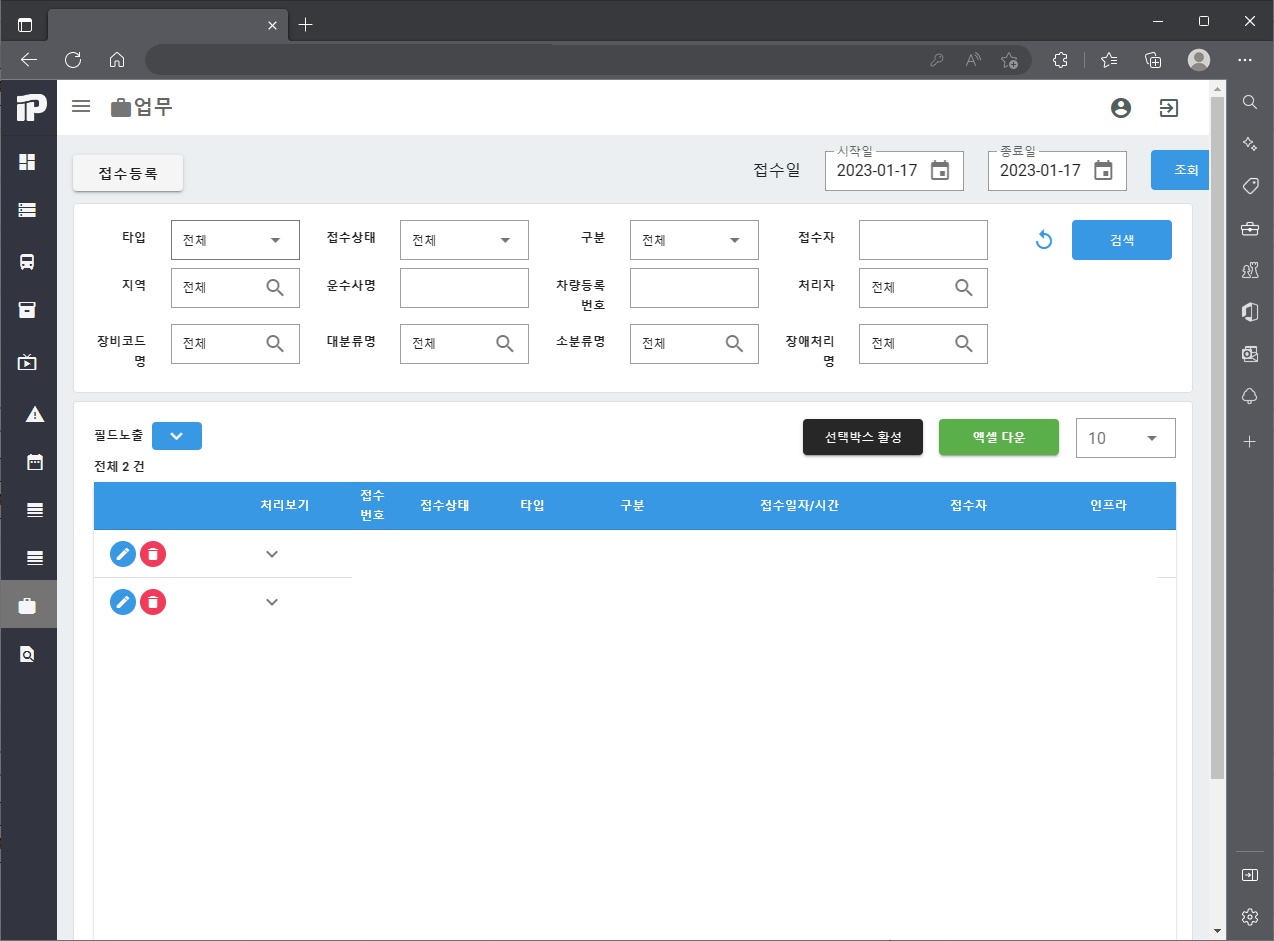 iP
업무
접수등록
접수일
시작일
2023-01-17
종료일
2023-01-17
조회
타입
전체
접수상태
전체
구분
전체
접수자
검색
지역
전체
운수사명
차량등록
번호
처리자
전체
장비코드
명
전체
대분류명
전체
소분류명
전체
장애처리
명
전체
필드노출
선택박스 활성
엑셀 다운
10
전체 2 건
처리보기
접수
번호
접수상태
타입
구분
접수일자/시간
접수자
인프라